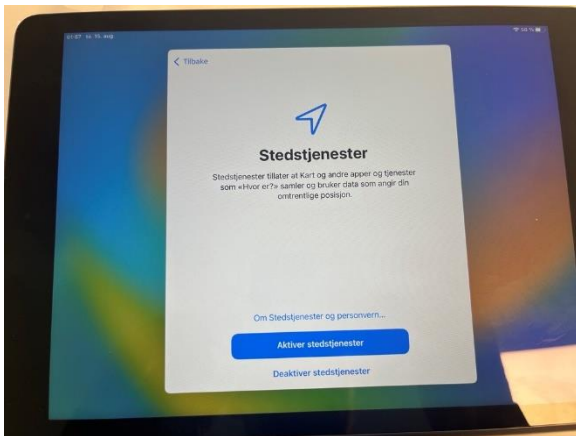 ‹ Tilbake
Stedstjenester
Stedstjenester tillater at Kart og andre apper og tjenester
som «Hvor er?» samler og bruker data som angir din
omtrentlige posisjon.
Om Stedstjenester og personvern...
Aktiver stedstjenester
Deaktiver stedstjenester